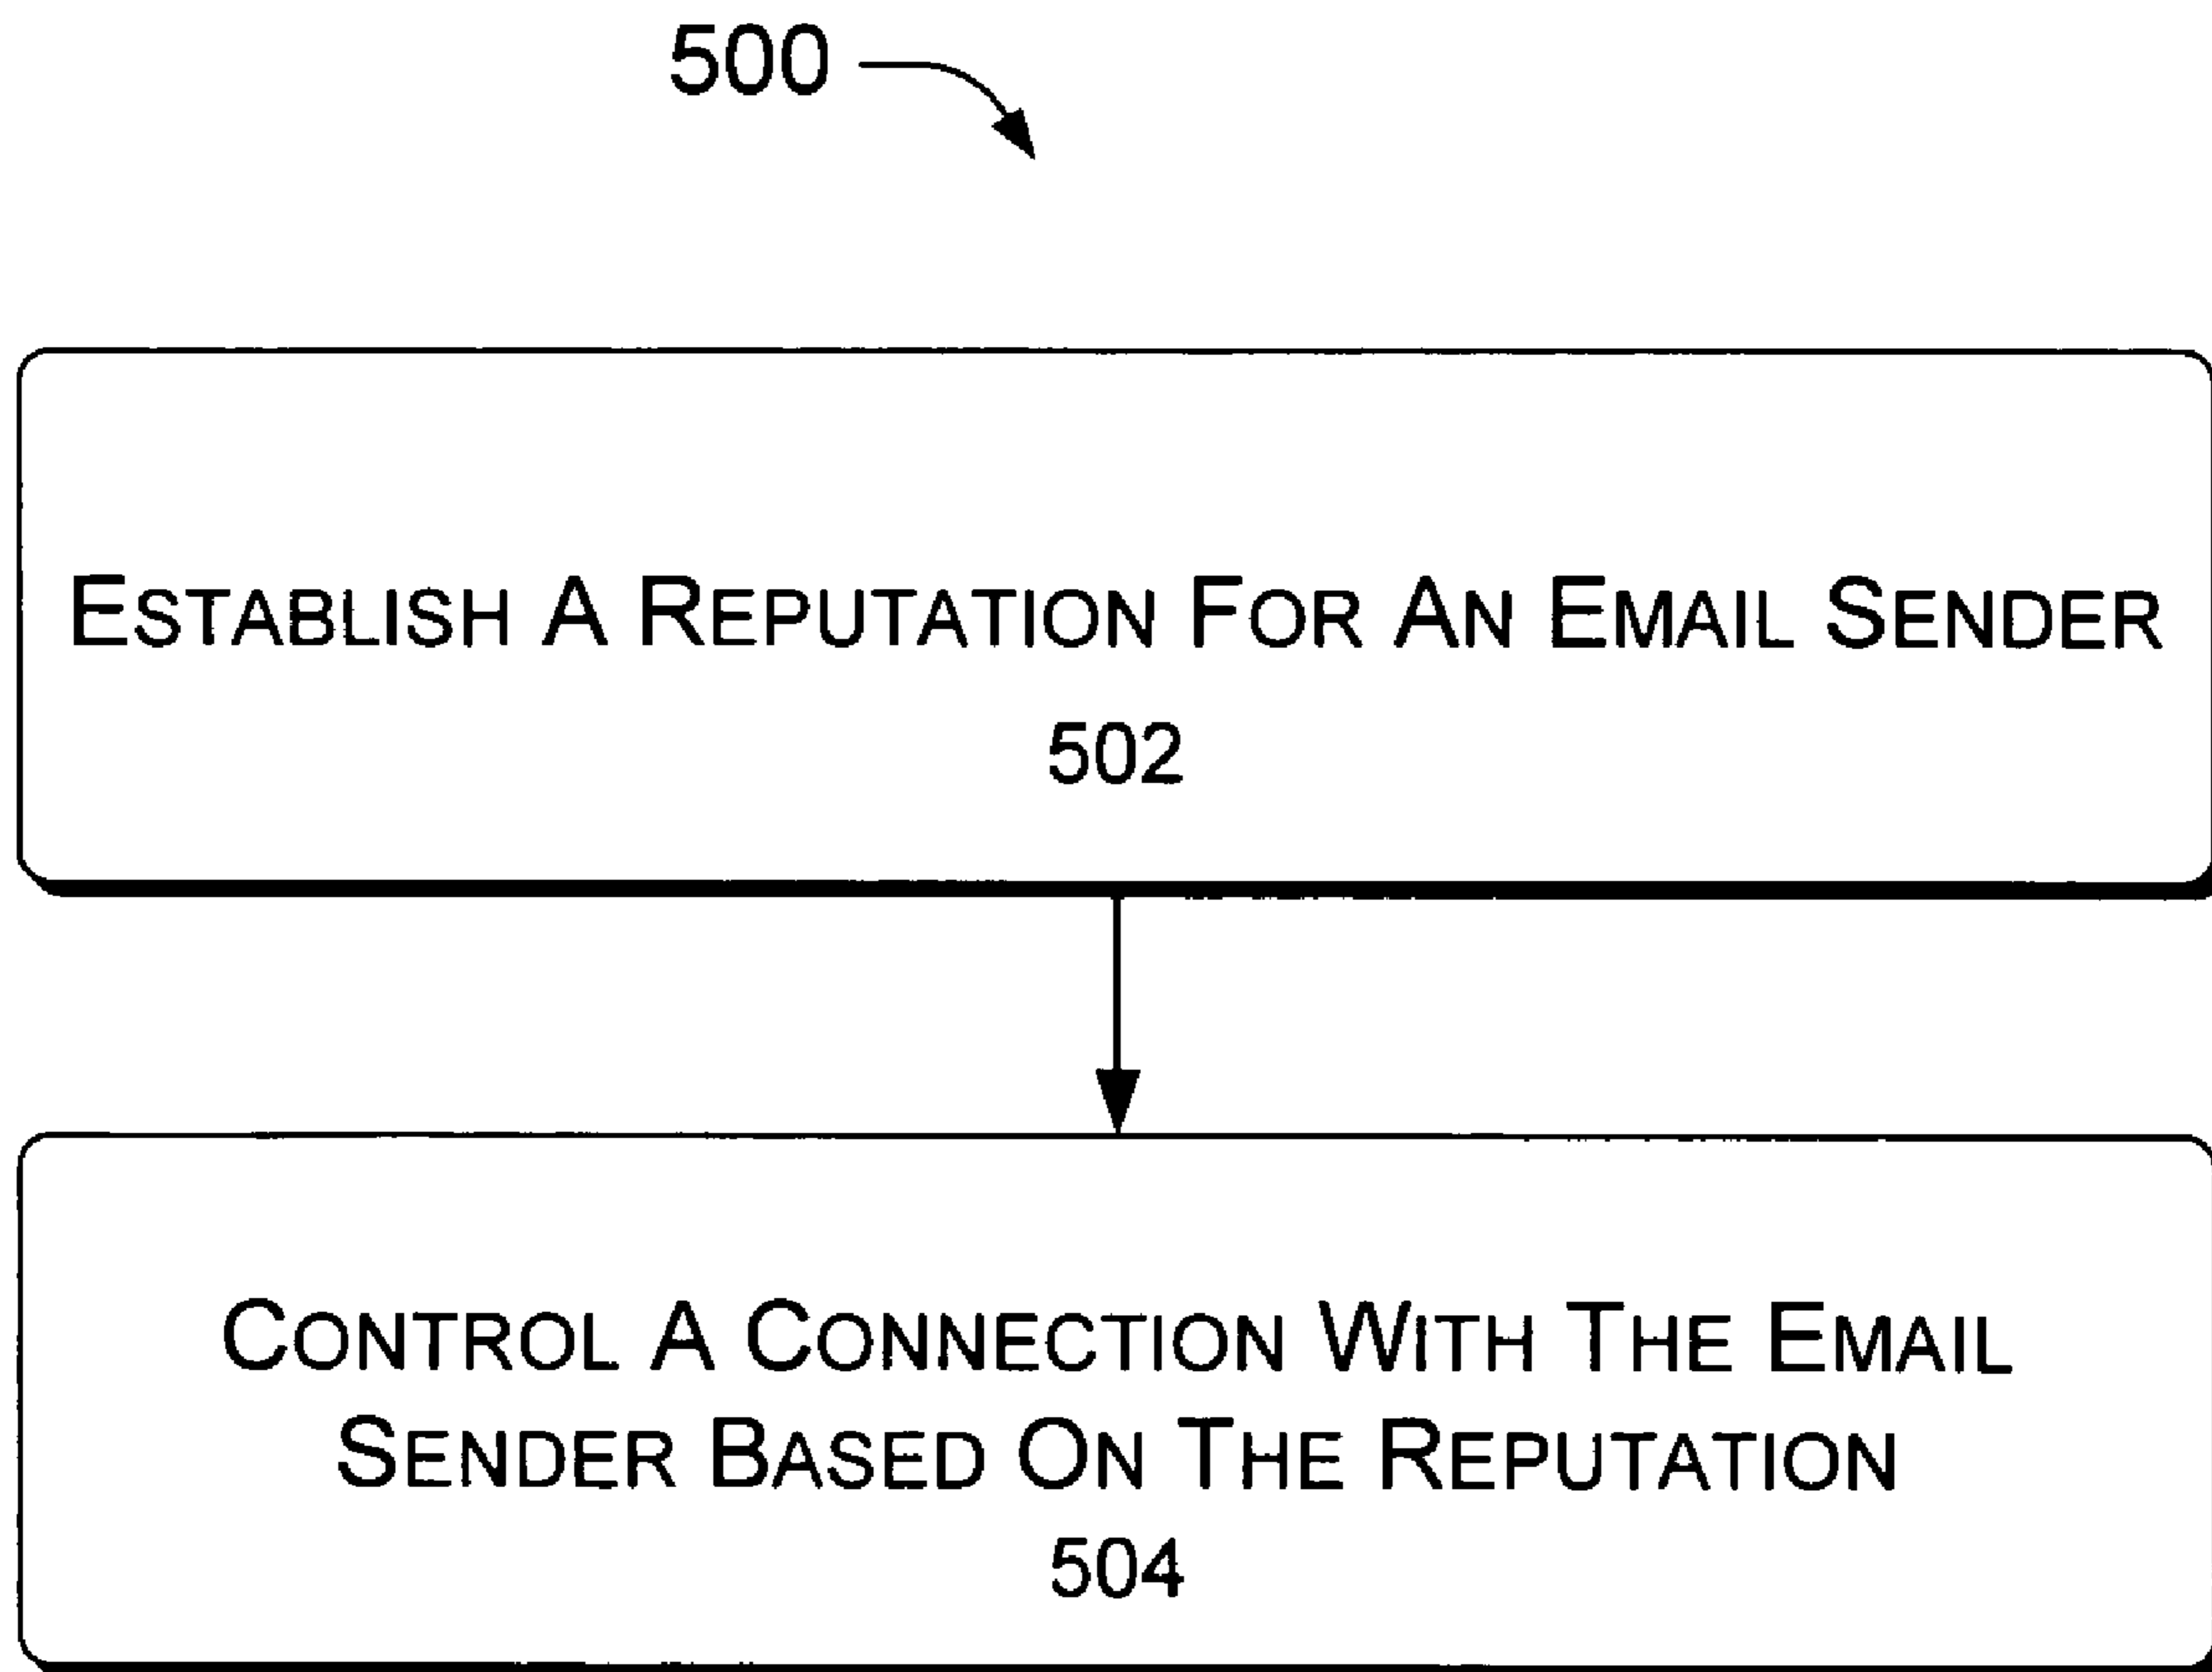 500
ESTABLISH A REPUTATION FOR AN EMAIL SENDER
502
CONTROL A CONNECTION WITH THE EMAIL
SENDER BASED ON THE REPUTATION
504